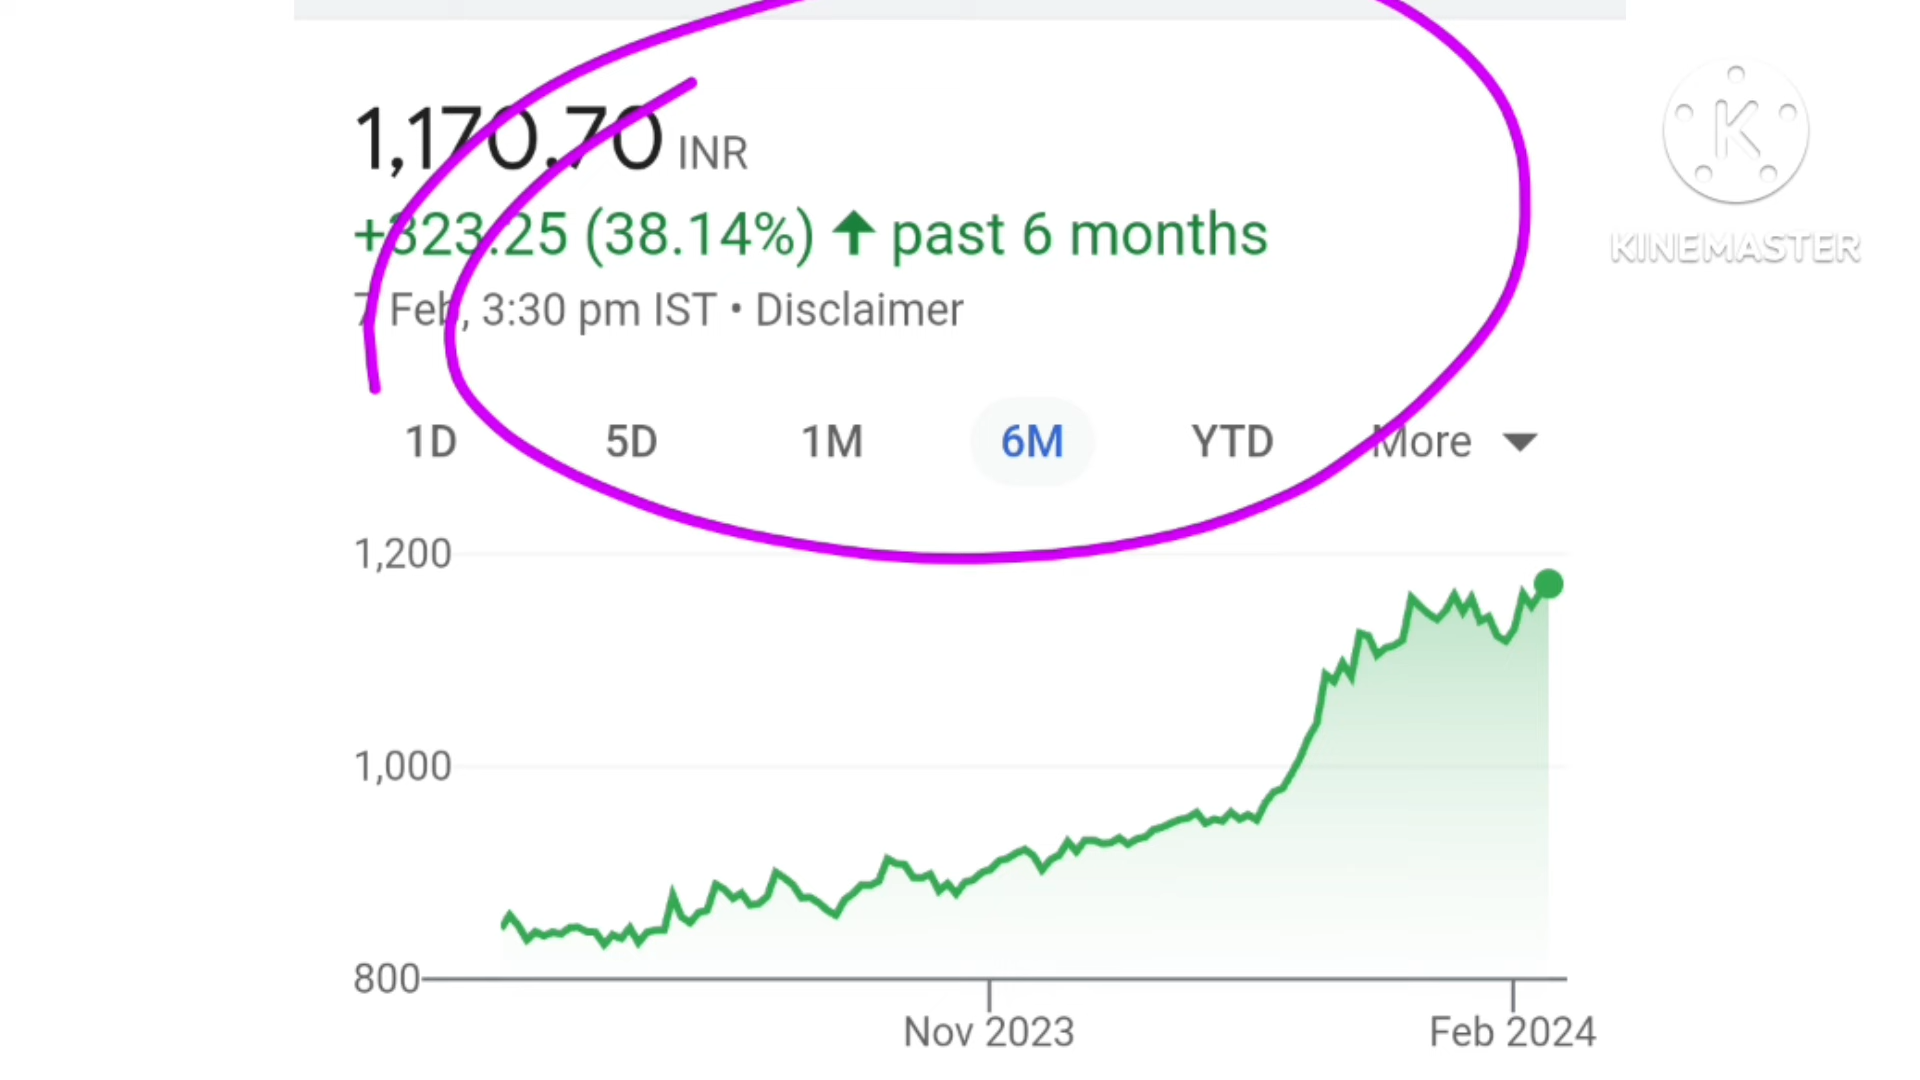 1,170.70 INR
+323.25 (38.14%) ↑ past 6 months
7 Feb, 3:30 pm IST • Disclaimer
1D 5D 1M 6M YTD More
1,200
1,000
800
Nov 2023 Feb 2024
K
KINEMASTER